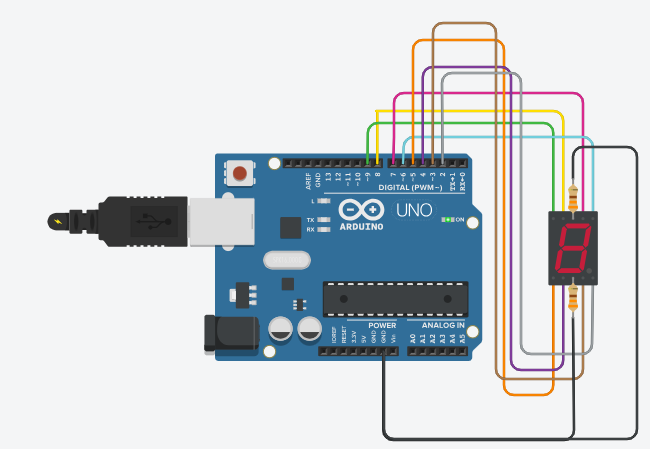 AREF
GND
13
12
~11
~10
~9
8
7
~6
~5
4
~3
2
TX→1
RX←0
DIGITAL (PWM~)
L
TX
RX
UNO
ARDUINO
ON
IOREF
RESET
3.3V
5V
GND
GND
Vin
POWER
ANALOG IN
A0
A1
A2
A3
A4
A5